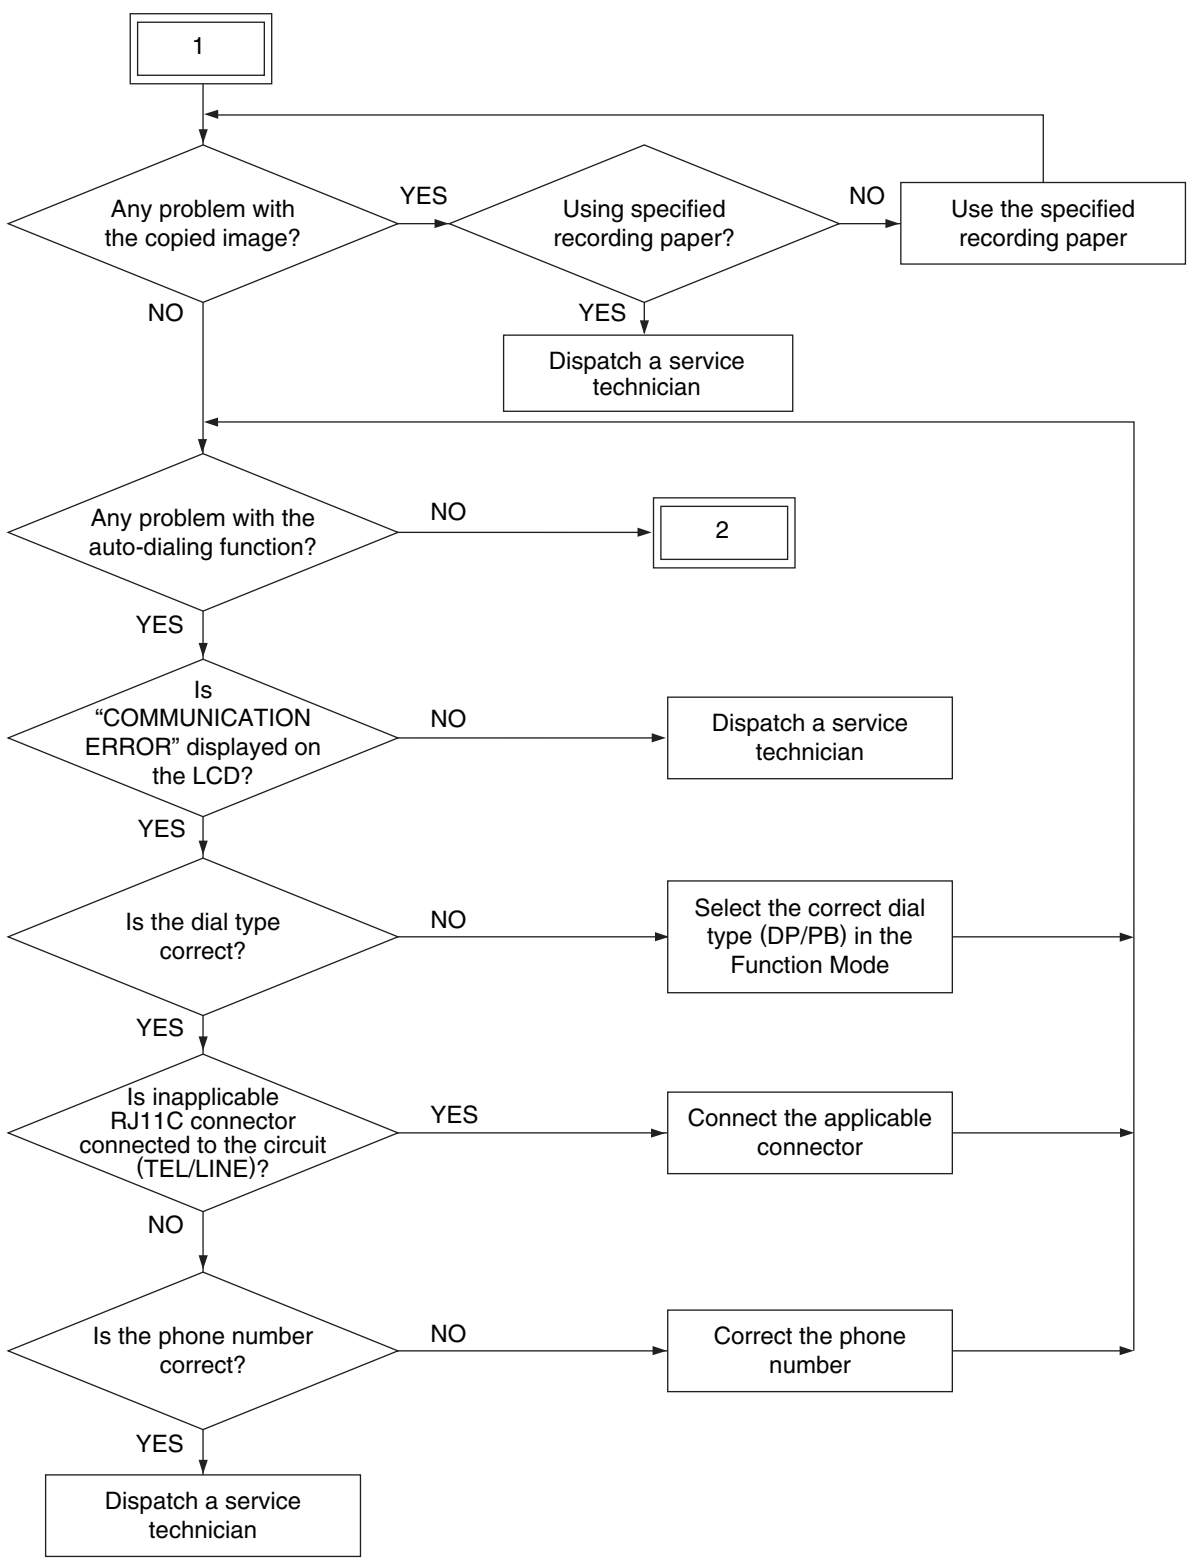 1
Any problem with
the copied image?
YES
Using specified
recording paper?
NO
Use the specified
recording paper
NO
YES
Dispatch a service
technician
Any problem with the
auto-dialing function?
NO
2
YES
Is
“COMMUNICATION
ERROR” displayed on
the LCD?
NO
Dispatch a service
technician
YES
Is the dial type
correct?
NO
Select the correct dial
type (DP/PB) in the
Function Mode
YES
Is inapplicable
RJ11C connector
connected to the circuit
(TEL/LINE)?
YES
Connect the applicable
connector
NO
Is the phone number
correct?
NO
Correct the phone
number
YES
Dispatch a service
technician